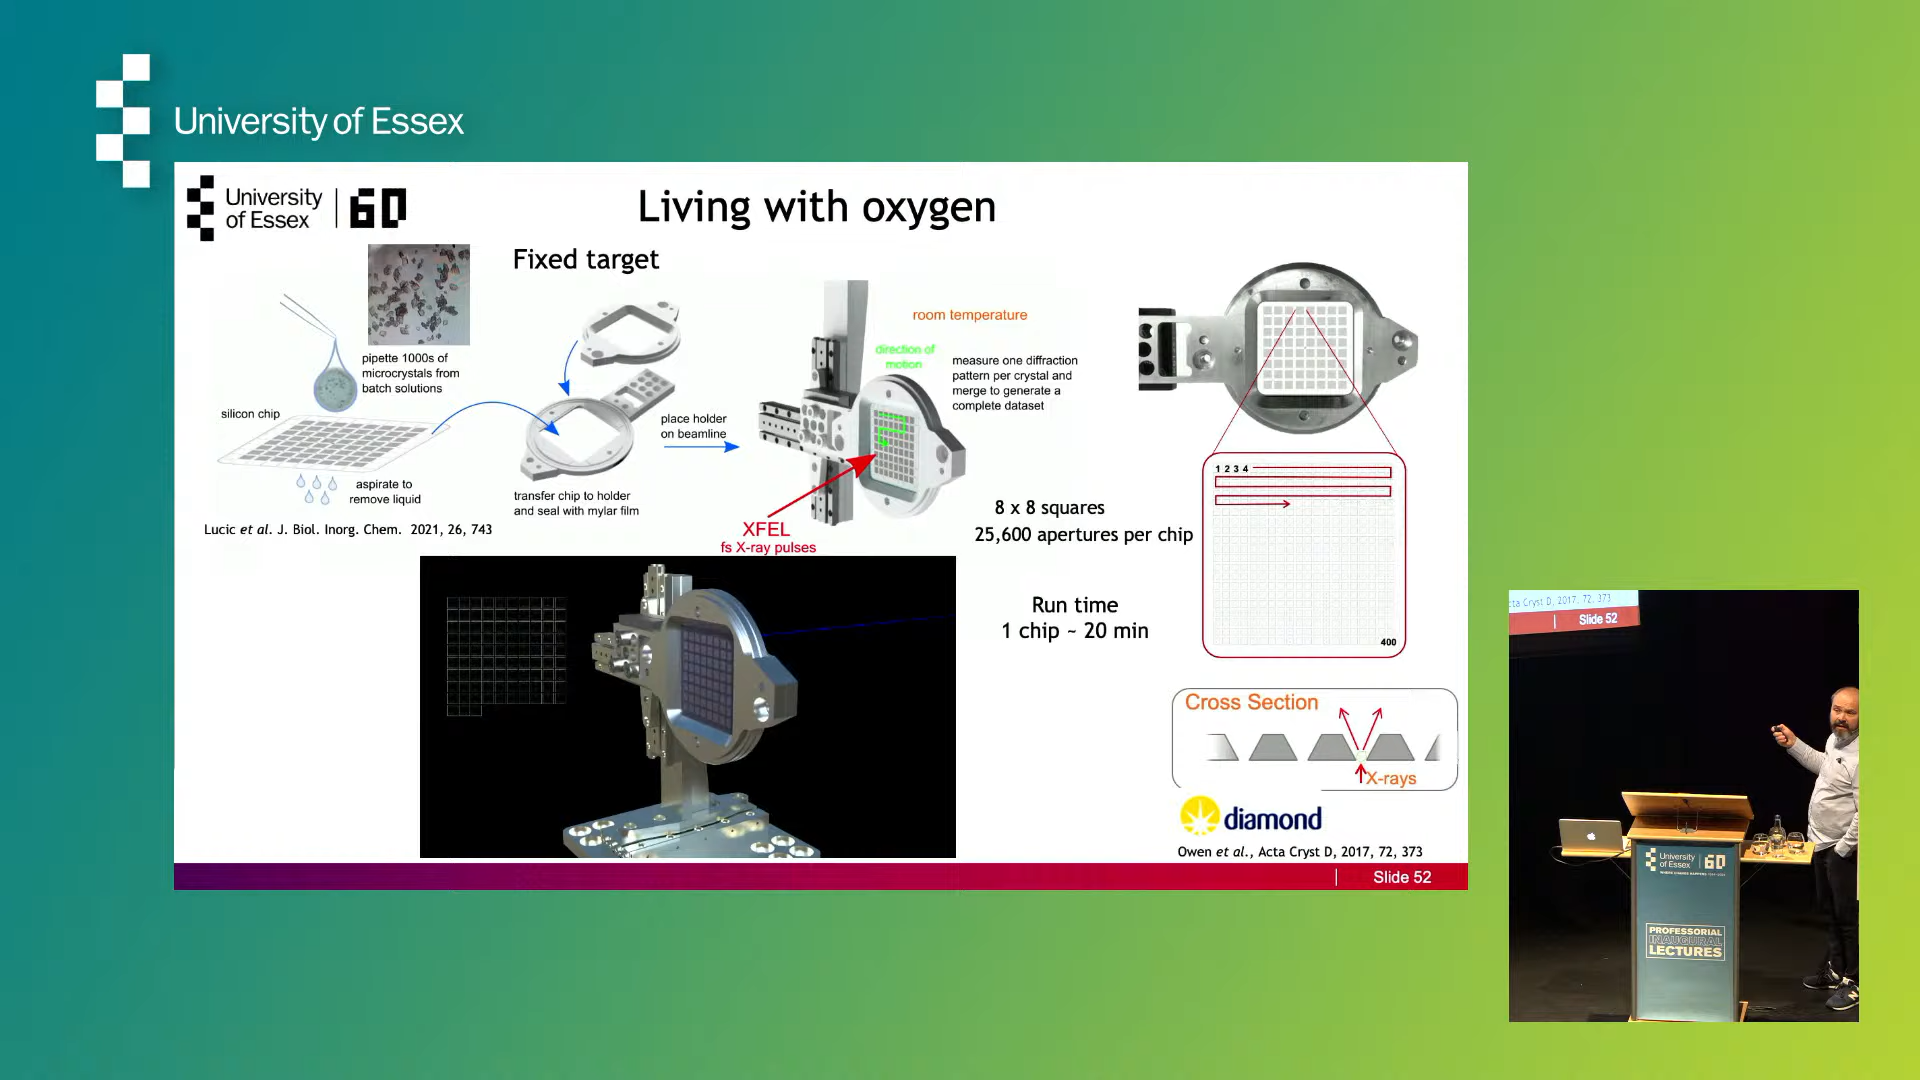 University of Essex
University
of Essex
60
Living with oxygen
Fixed target
pipette 1000s of
microcrystals from
batch solutions
silicon chip
aspirate to
remove liquid
Lucic et al. J. Biol. Inorg. Chem. 2021, 26, 743
transfer chip to holder
and seal with mylar film
place holder
on beamline
room temperature
direction of
motion
measure one diffraction
pattern per crystal and
merge to generate a
complete dataset
XFEL
fs X-ray pulses
8 x 8 squares
25,600 apertures per chip
Run time
1 chip ~ 20 min
1 2 3 4
400
Cross Section
X-rays
diamond
Owen et al., Acta Cryst D, 2017, 72, 373
Slide 52
cta Cryst D, 2017, 72, 373
Slide 52
University
of Essex
60
PROFESSORIAL
INAUGURAL
LECTURES